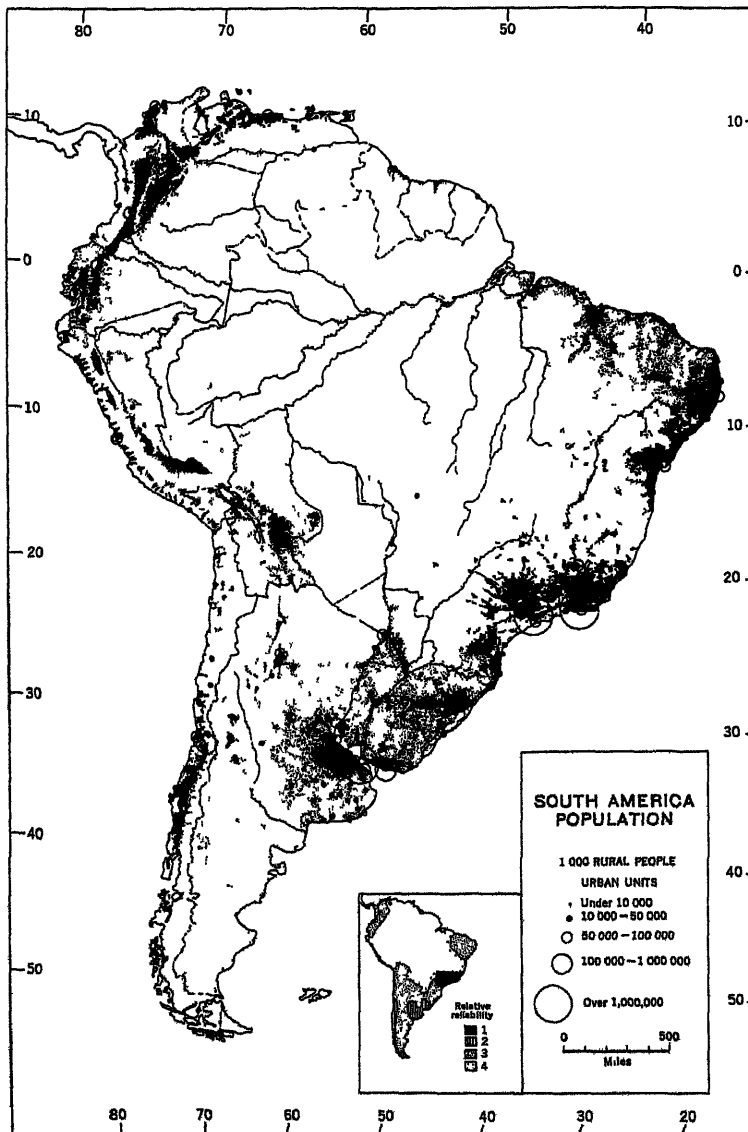 80
60
40
10
10
0
0
10
10
20
20
30
30
40
40
50
50
SOUTH AMERICA
POPULATION
1 000 RURAL PEOPLE
URBAN UNITS
Under 10 000
10 000 – 50 000
50 000 – 100 000
100 000 – 1 000 000
Over 1,000,000
0 500
Miles
Relative
reliability
1
2
3
4
80 70 60 50 40 30 20